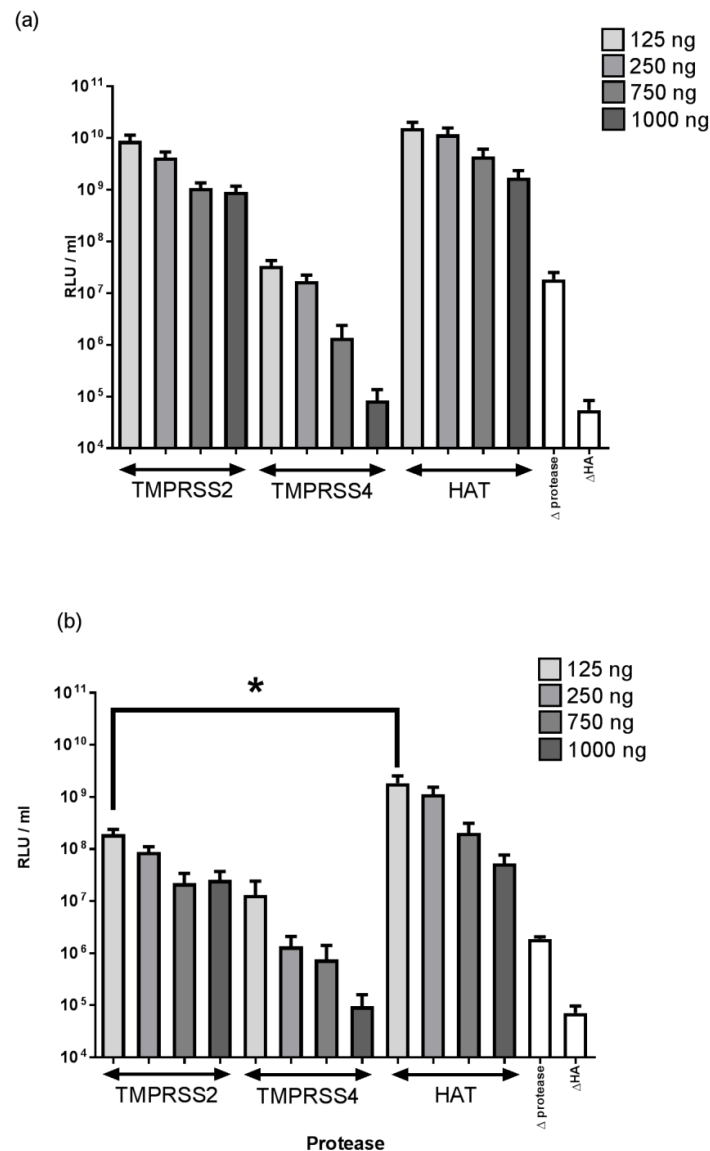 (a)
125 ng
250 ng
750 ng
1000 ng
10¹¹
10¹⁰
10⁹
10⁸
10⁷
10⁶
10⁵
10⁴
RLU / ml
TMPRSS2
TMPRSS4
HAT
Δ protease
ΔHA
(b)
125 ng
250 ng
750 ng
1000 ng
*
10¹¹
10¹⁰
10⁹
10⁸
10⁷
10⁶
10⁵
10⁴
RLU / ml
TMPRSS2
TMPRSS4
HAT
Δ protease
ΔHA
Protease